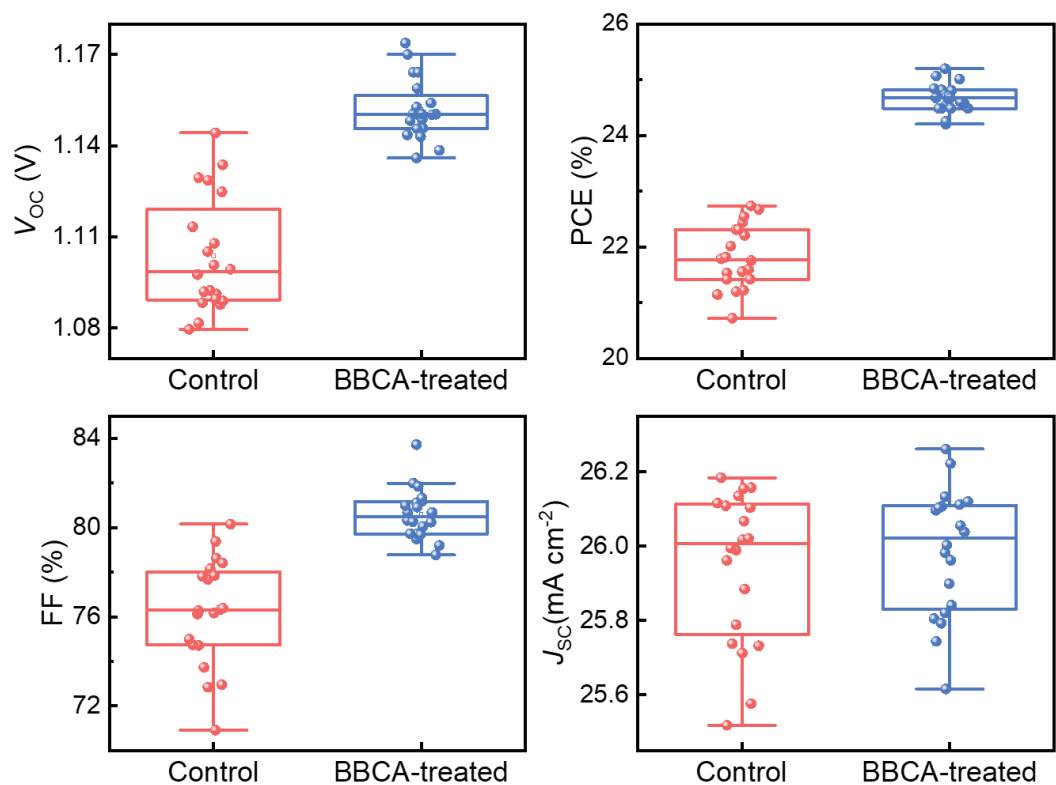 1.17
1.14
1.11
1.08
VOC (V)
Control
BBCA-treated
26
24
22
20
PCE (%)
Control
BBCA-treated
84
80
76
72
FF (%)
Control
BBCA-treated
26.2
26.0
25.8
25.6
JSC(mA cm-2)
Control
BBCA-treated